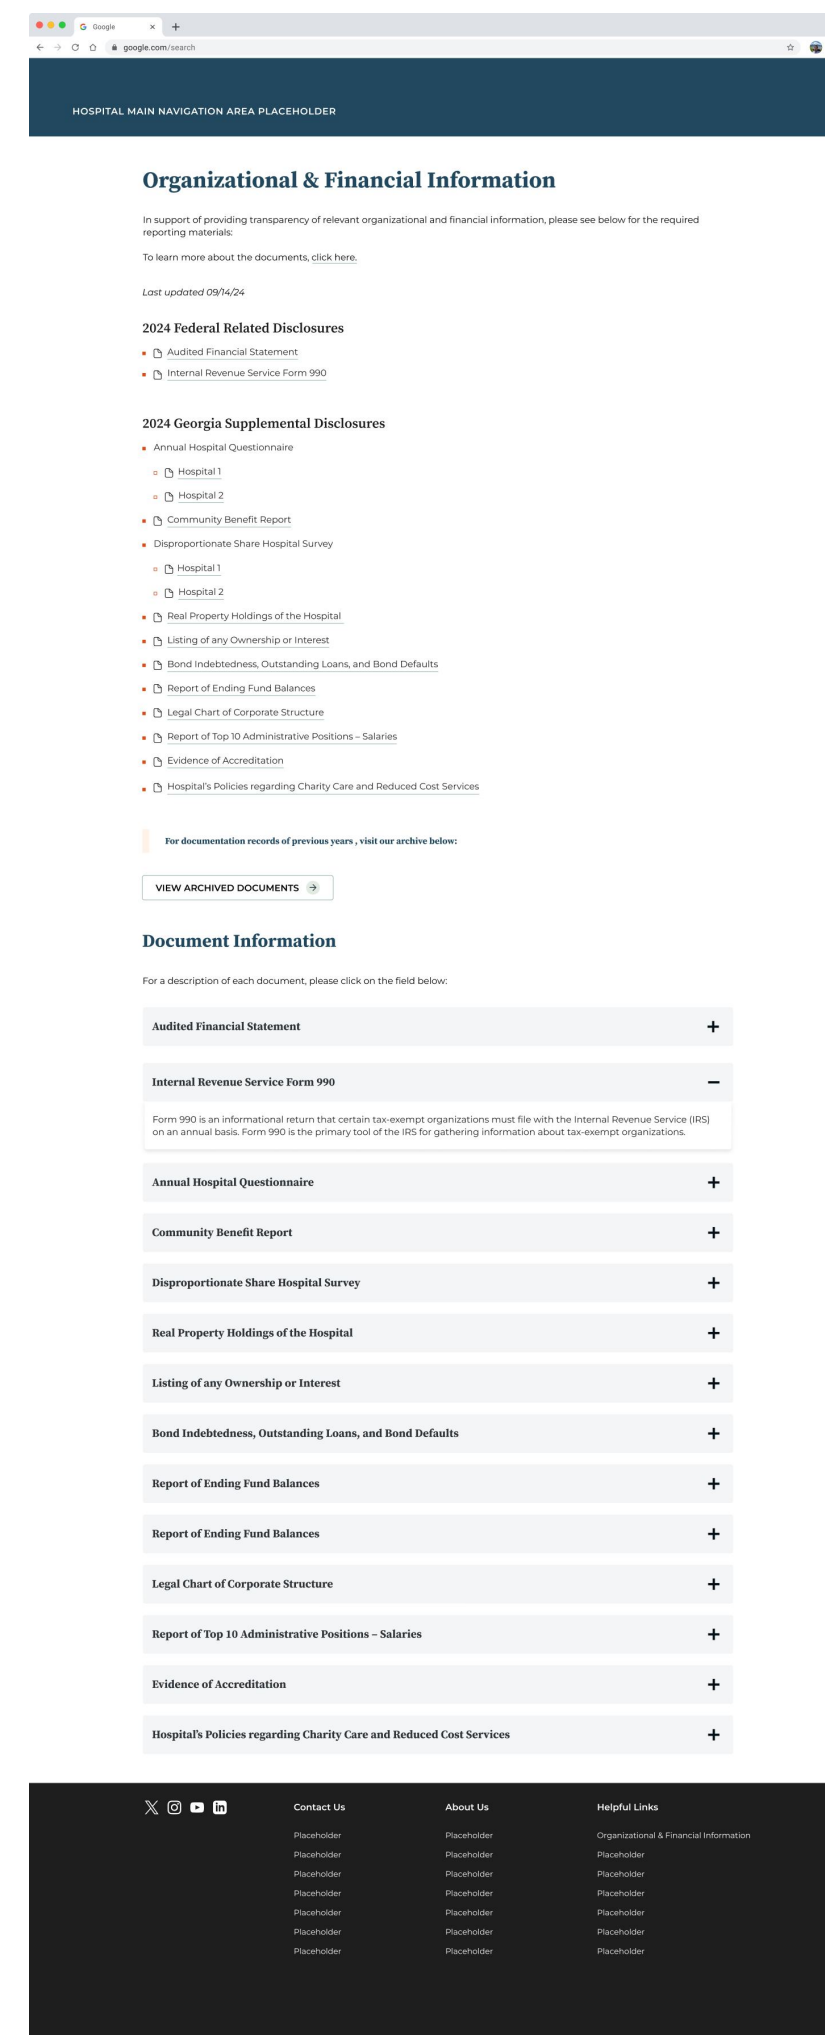 Google
google.com/search
HOSPITAL MAIN NAVIGATION AREA PLACEHOLDER
Organizational & Financial Information
In support of providing transparency of relevant organizational and financial information, please see below for the required
reporting materials:
To learn more about the documents, click here.
Last updated 09/14/24
2024 Federal Related Disclosures
Audited Financial Statement
Internal Revenue Service Form 990
2024 Georgia Supplemental Disclosures
Annual Hospital Questionnaire
Hospital 1
Hospital 2
Community Benefit Report
Disproportionate Share Hospital Survey
Hospital 1
Hospital 2
Real Property Holdings of the Hospital
Listing of any Ownership or Interest
Bond Indebtedness, Outstanding Loans, and Bond Defaults
Report of Ending Fund Balances
Legal Chart of Corporate Structure
Report of Top 10 Administrative Positions – Salaries
Evidence of Accreditation
Hospital's Policies regarding Charity Care and Reduced Cost Services
For documentation records of previous years , visit our archive below:
VIEW ARCHIVED DOCUMENTS
Document Information
For a description of each document, please click on the field below:
Audited Financial Statement
Internal Revenue Service Form 990
Form 990 is an informational return that certain tax-exempt organizations must file with the Internal Revenue Service (IRS)
on an annual basis. Form 990 is the primary tool of the IRS for gathering information about tax-exempt organizations.
Annual Hospital Questionnaire
Community Benefit Report
Disproportionate Share Hospital Survey
Real Property Holdings of the Hospital
Listing of any Ownership or Interest
Bond Indebtedness, Outstanding Loans, and Bond Defaults
Report of Ending Fund Balances
Report of Ending Fund Balances
Legal Chart of Corporate Structure
Report of Top 10 Administrative Positions – Salaries
Evidence of Accreditation
Hospital's Policies regarding Charity Care and Reduced Cost Services
Contact Us
Placeholder
Placeholder
Placeholder
Placeholder
Placeholder
Placeholder
Placeholder
About Us
Placeholder
Placeholder
Placeholder
Placeholder
Placeholder
Placeholder
Placeholder
Helpful Links
Organizational & Financial Information
Placeholder
Placeholder
Placeholder
Placeholder
Placeholder
Placeholder